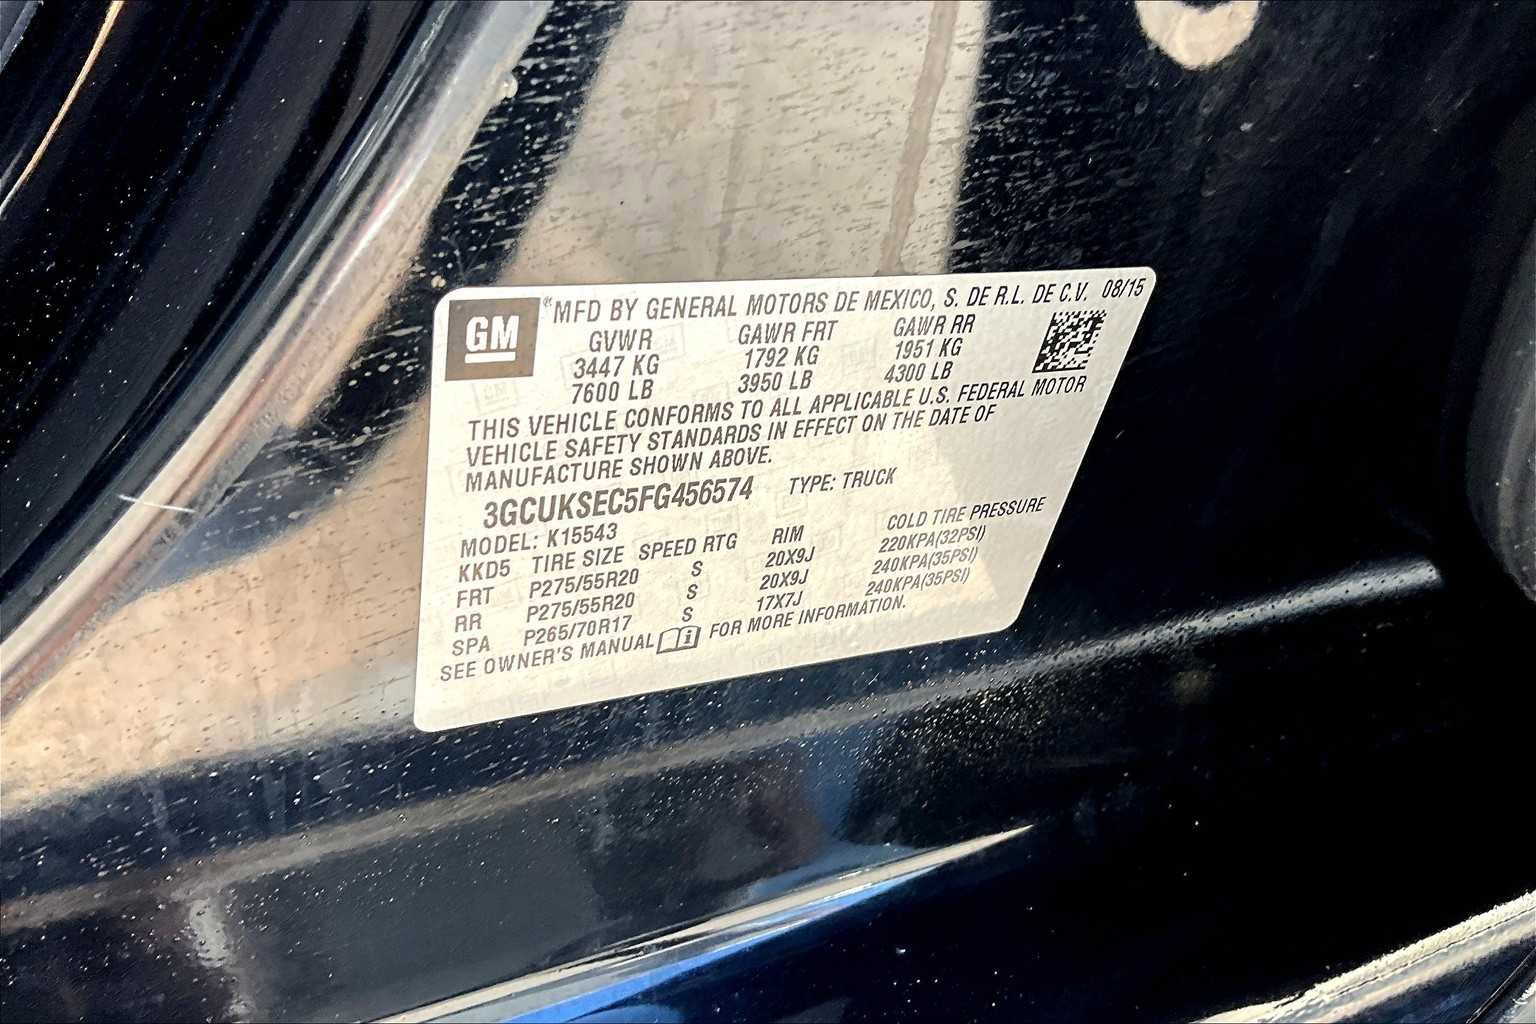 GM ® MFD BY GENERAL MOTORS DE MEXICO, S. DE R.L. DE C.V. 08/15
GVWR GAWR FRT GAWR RR
3447 KG 1792 KG 1951 KG
7600 LB 3950 LB 4300 LB
THIS VEHICLE CONFORMS TO ALL APPLICABLE U.S. FEDERAL MOTOR
VEHICLE SAFETY STANDARDS IN EFFECT ON THE DATE OF
MANUFACTURE SHOWN ABOVE.
3GCUKSEC5FG456574 TYPE: TRUCK
MODEL: K15543
KKD5 TIRE SIZE SPEED RTG RIM COLD TIRE PRESSURE
FRT P275/55R20 S 20X9J 220KPA(32PSI)
RR P275/55R20 S 20X9J 240KPA(35PSI)
SPA P265/70R17 S 17X7J 240KPA(35PSI)
SEE OWNER'S MANUAL FOR MORE INFORMATION.